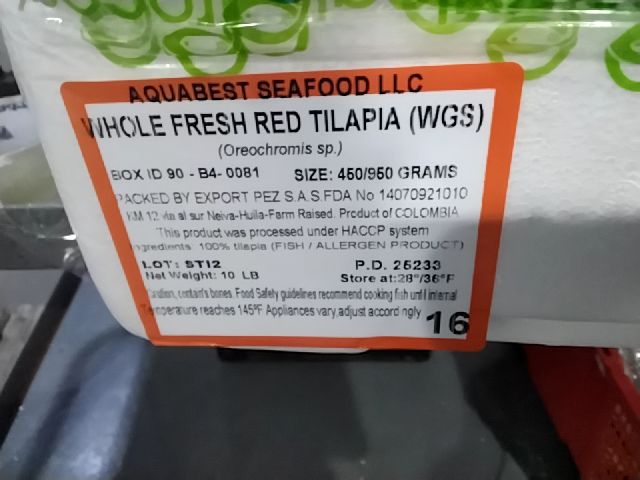 AQUABEST SEAFOOD LLC
WHOLE FRESH RED TILAPIA (WGS)
(Oreochromis sp.)
BOX ID 90 - B4- 0081 SIZE: 450/950 GRAMS
PACKED BY EXPORT PEZ S.A.S.FDA No 14070921010
KM 12 via al sur Neiva-Huila-Farm Raised. Product of COLOMBIA
This product was processed under HACCP system
Ingredients: 100% tilapia (FISH / ALLERGEN PRODUCT)
LOT: STI2 P.D. 25233
Net Weight: 10 LB Store at:28°/36°F
Caution, contain's bones. Food Safety guidelines recommend cooking fish until internal
Temperature reaches 145°F Appliances vary,adjust accordingly
16